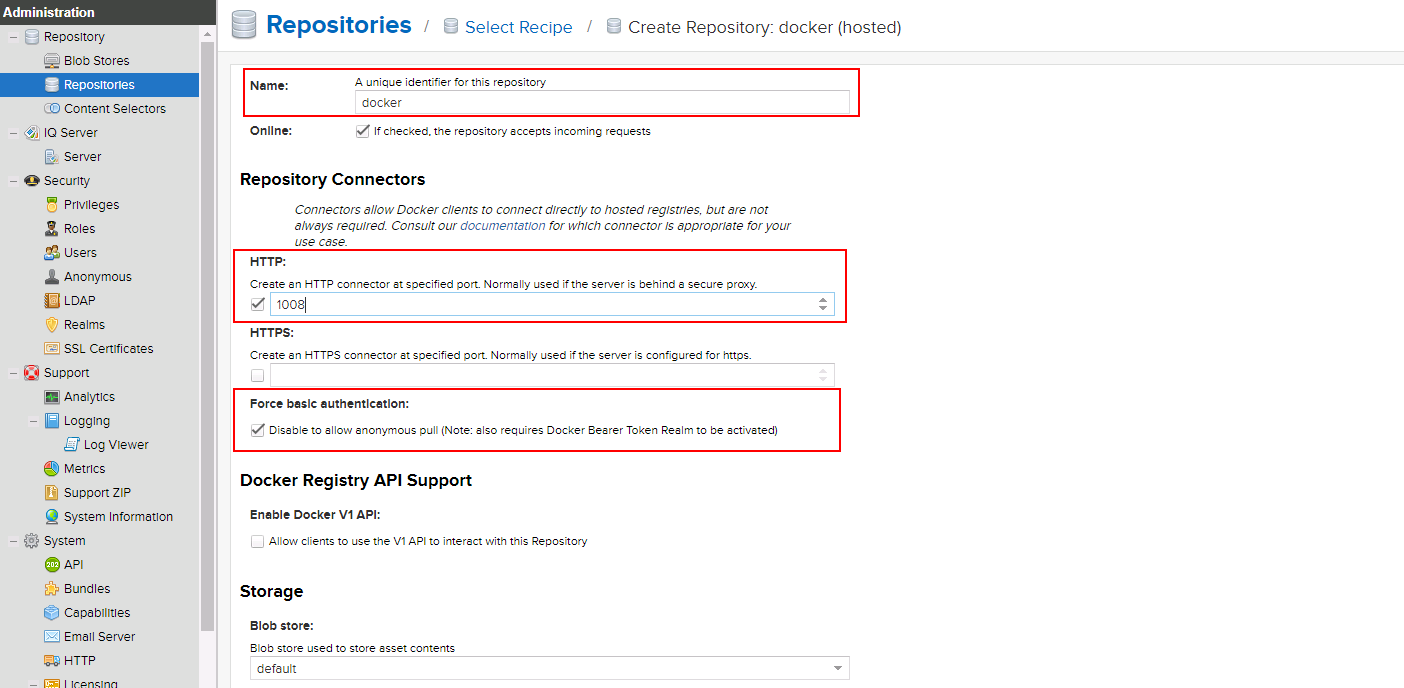 Administration
Repository
Blob Stores
Repositories
Content Selectors
IQ Server
Server
Security
Privileges
Roles
Users
Anonymous
LDAP
Realms
SSL Certificates
Support
Analytics
Logging
Log Viewer
Metrics
Support ZIP
System Information
System
202
API
Bundles
Capabilities
Email Server
HTTP
Licensing
Repositories / Select Recipe / Create Repository: docker (hosted)
Name: A unique identifier for this repository
docker
Online: If checked, the repository accepts incoming requests
Repository Connectors
Connectors allow Docker clients to connect directly to hosted registries, but are not
always required. Consult our documentation for which connector is appropriate for your
use case.
HTTP:
Create an HTTP connector at specified port. Normally used if the server is behind a secure proxy.
1008
HTTPS:
Create an HTTPS connector at specified port. Normally used if the server is configured for https.
Force basic authentication:
Disable to allow anonymous pull (Note: also requires Docker Bearer Token Realm to be activated)
Docker Registry API Support
Enable Docker V1 API:
Allow clients to use the V1 API to interact with this Repository
Storage
Blob store:
Blob store used to store asset contents
default